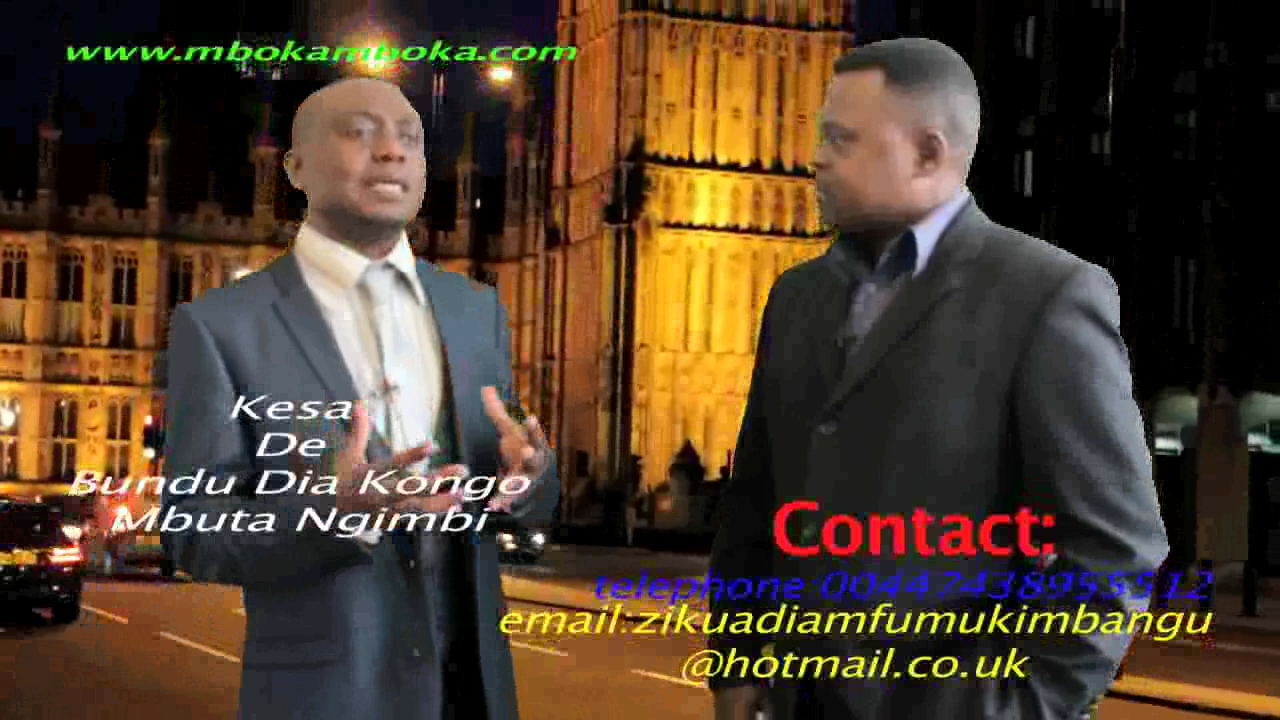 www.mbokamboka.com
Kesa
De
Bundu Dia Kongo
Mbuta Ngimbi
Contact:
telephone:00447438955512
email:zikuadiamfumukimbangu
@hotmail.co.uk